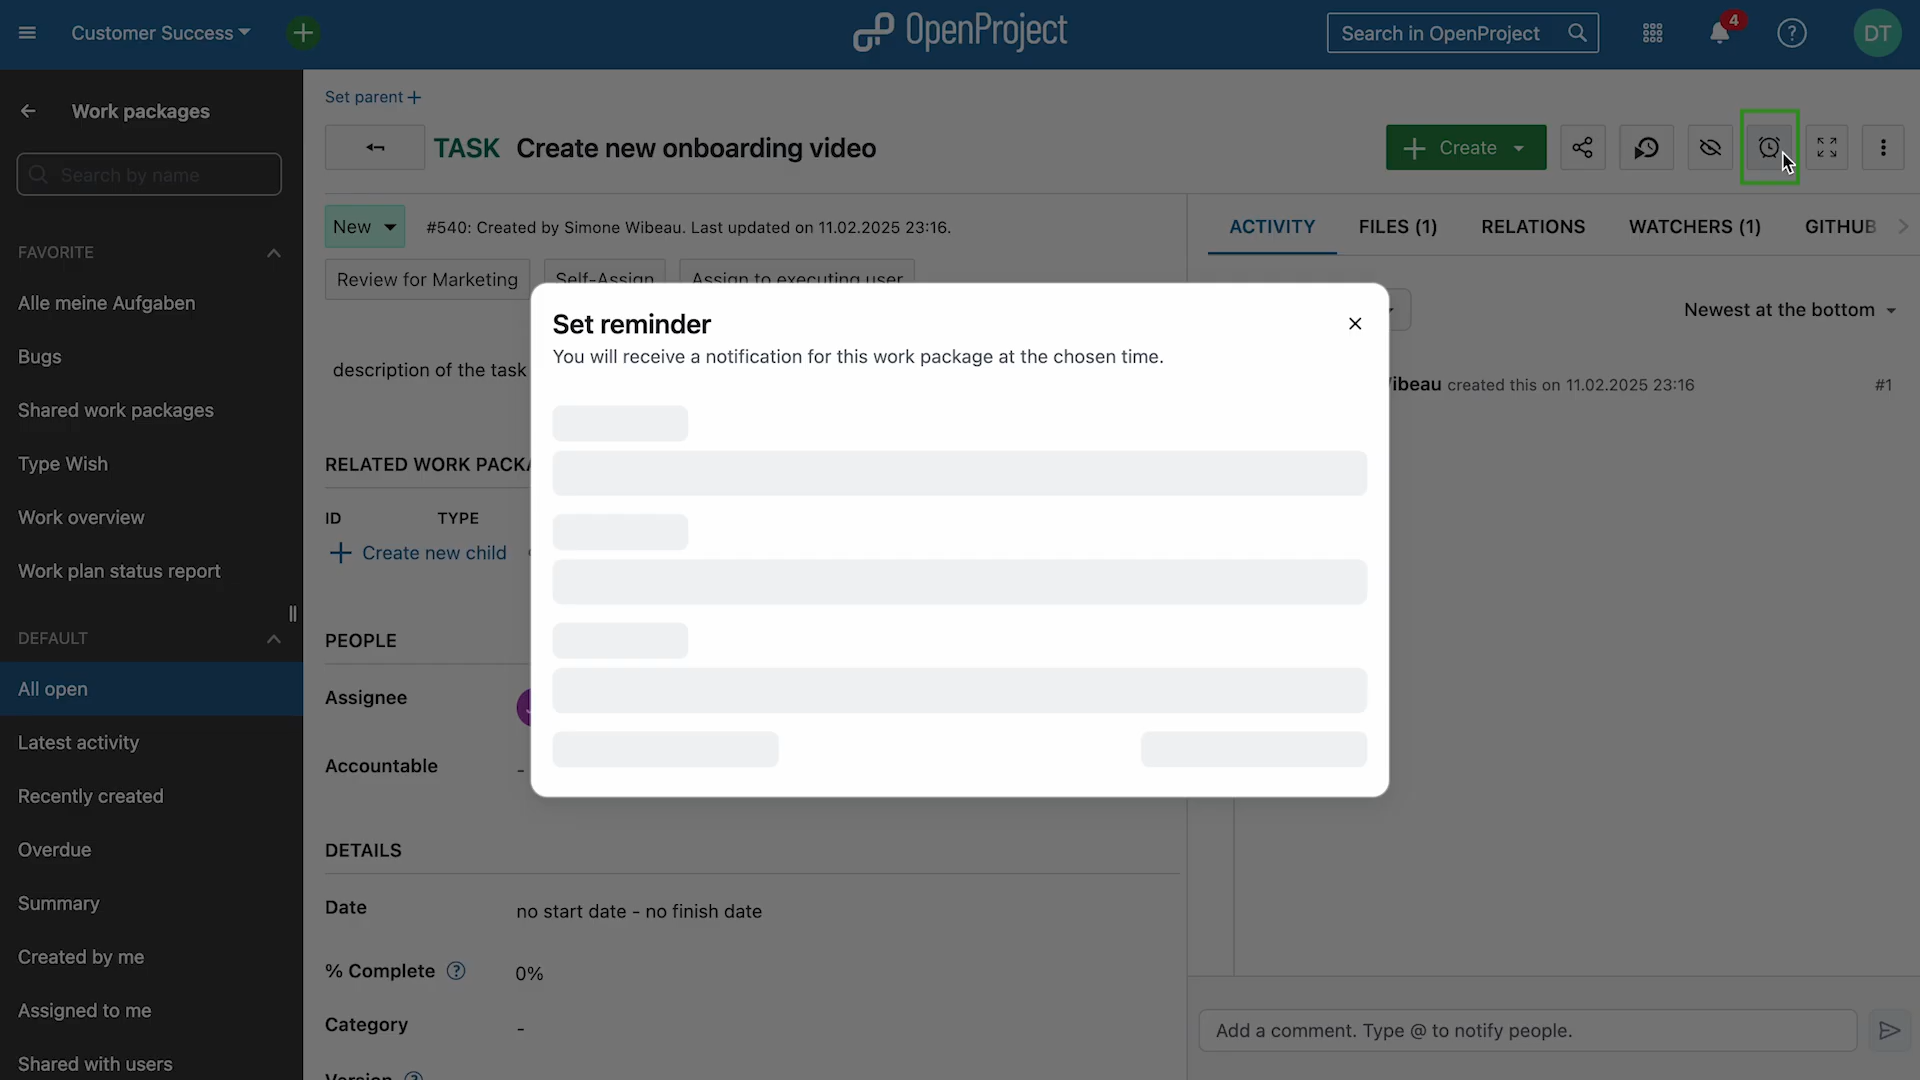 Customer Success
OpenProject
Search in OpenProject
4
DT
Work packages
Search by name
FAVORITE
Alle meine Aufgaben
Bugs
Shared work packages
Type Wish
Work overview
Work plan status report
DEFAULT
All open
Latest activity
Recently created
Overdue
Summary
Created by me
Assigned to me
Shared with users
Set parent
TASK Create new onboarding video
Create
New
#540: Created by Simone Wibeau. Last updated on 11.02.2025 23:16.
Review for Marketing
Self-Assign
Assign to executing user
description of the task
RELATED WORK PACKA
ID TYPE
Create new child
PEOPLE
Assignee
Accountable
-
DETAILS
Date
no start date - no finish date
% Complete
0%
Category
-
Version
Set reminder
You will receive a notification for this work package at the chosen time.
ACTIVITY
FILES (1)
RELATIONS
WATCHERS (1)
GITHUB
Newest at the bottom
ibeau created this on 11.02.2025 23:16
#1
Add a comment. Type @ to notify people.